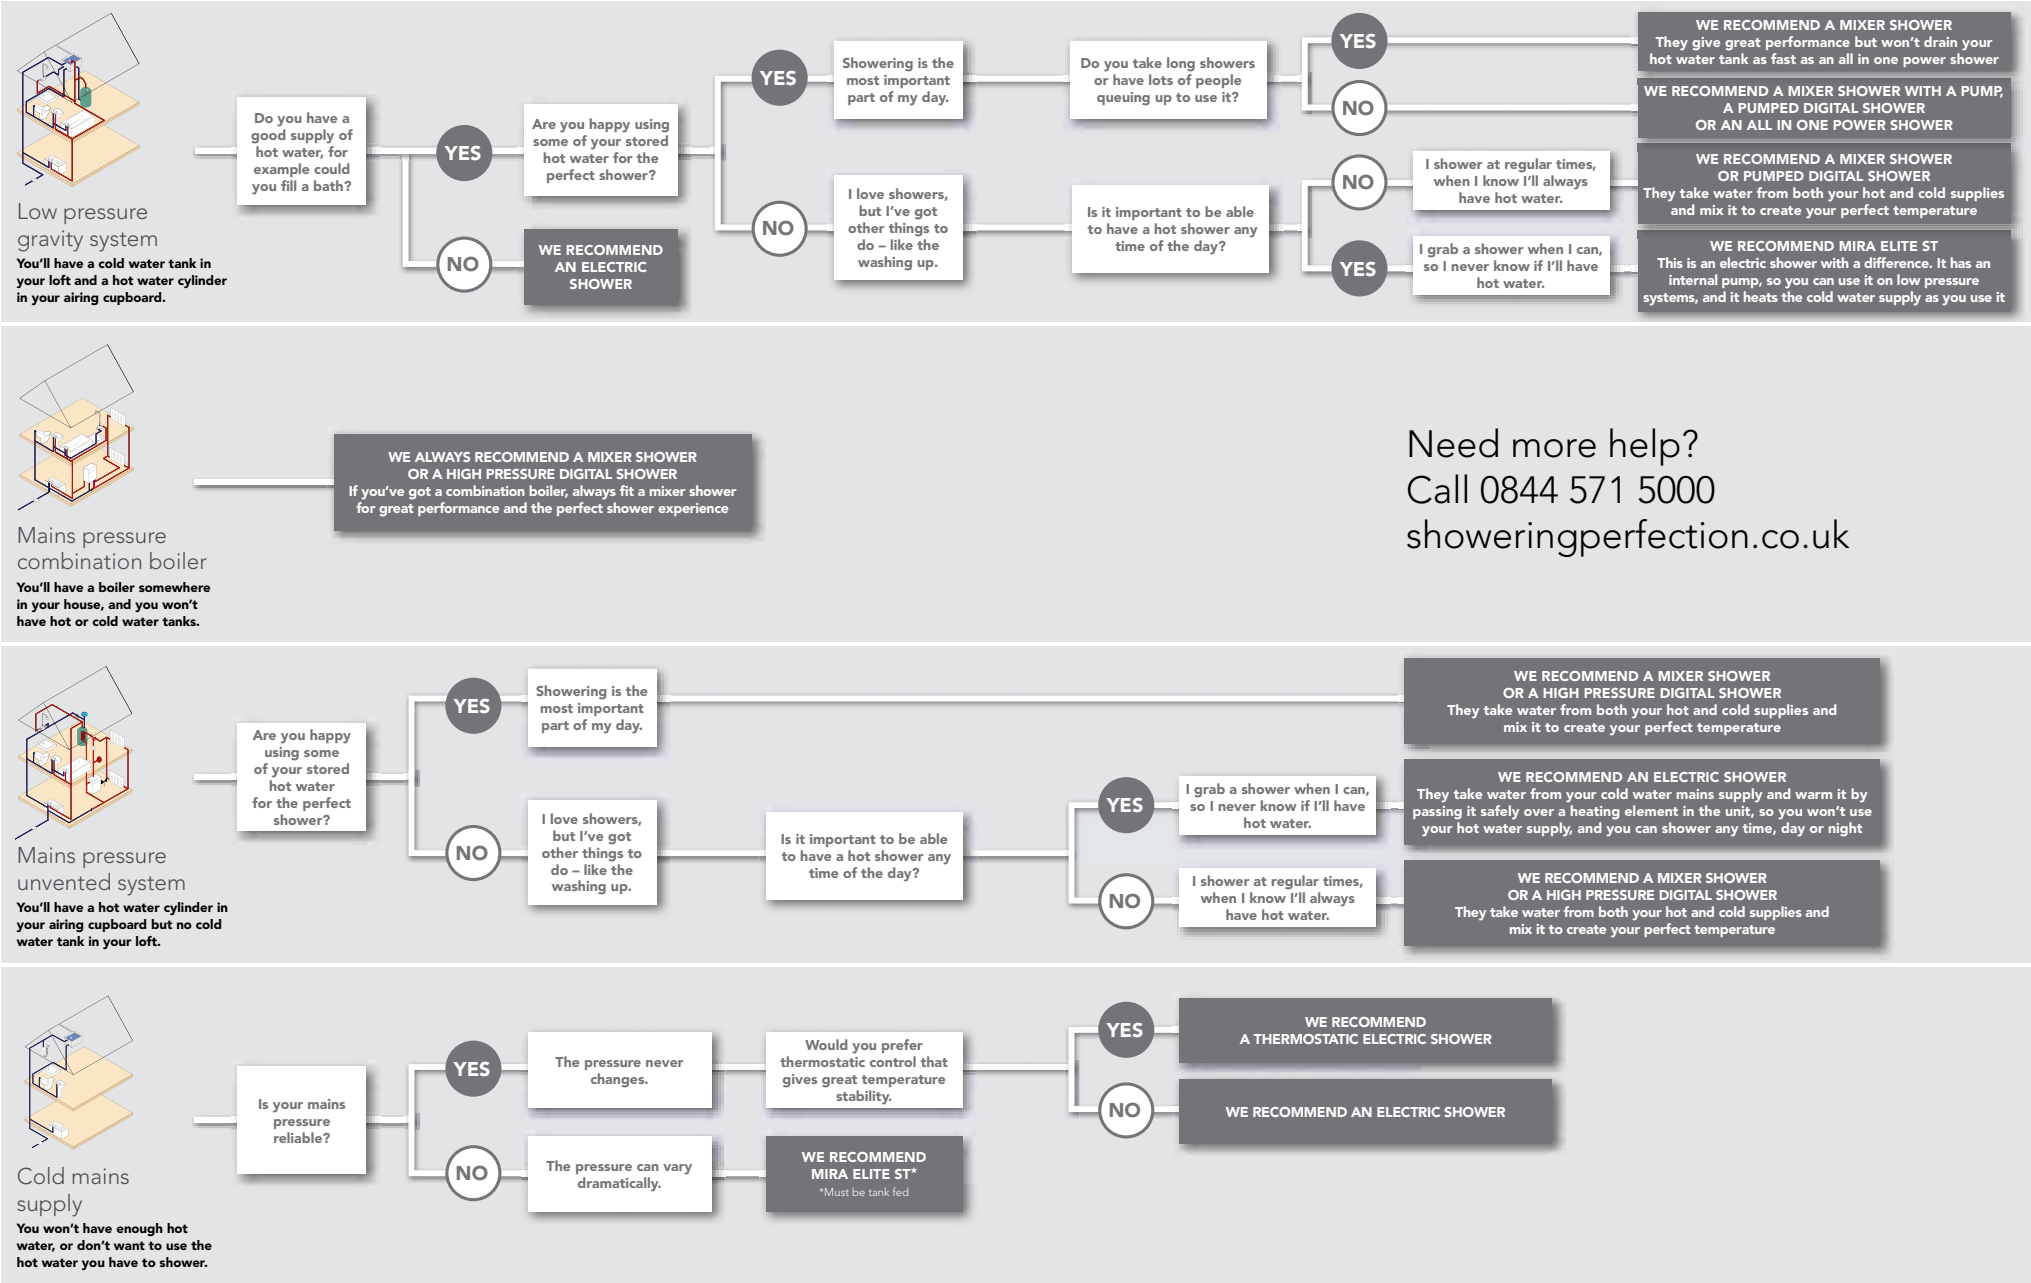 Low pressure
gravity system
You'll have a cold water tank in
your loft and a hot water cylinder
in your airing cupboard.
Do you have a
good supply of
hot water, for
example could
you fill a bath?
YES
Are you happy using
some of your stored
hot water for the
perfect shower?
NO
WE RECOMMEND
AN ELECTRIC
SHOWER
YES
Showering is the
most important
part of my day.
Do you take long showers
or have lots of people
queuing up to use it?
YES
WE RECOMMEND A MIXER SHOWER
They give great performance but won't drain your
hot water tank as fast as an all in one power shower
NO
WE RECOMMEND A MIXER SHOWER WITH A PUMP,
A PUMPED DIGITAL SHOWER
OR AN ALL IN ONE POWER SHOWER
NO
I love showers,
but I've got
other things to
do – like the
washing up.
Is it important to be able
to have a hot shower any
time of the day?
NO
I shower at regular times,
when I know I'll always
have hot water.
WE RECOMMEND A MIXER SHOWER
OR PUMPED DIGITAL SHOWER
They take water from both your hot and cold supplies
and mix it to create your perfect temperature
YES
I grab a shower when I can,
so I never know if I'll have
hot water.
WE RECOMMEND MIRA ELITE ST
This is an electric shower with a difference. It has an
internal pump, so you can use it on low pressure
systems, and it heats the cold water supply as you use it
Mains pressure
combination boiler
You'll have a boiler somewhere
in your house, and you won't
have hot or cold water tanks.
WE ALWAYS RECOMMEND A MIXER SHOWER
OR A HIGH PRESSURE DIGITAL SHOWER
If you've got a combination boiler, always fit a mixer shower
for great performance and the perfect shower experience
Need more help?
Call 0844 571 5000
showeringperfection.co.uk
Mains pressure
unvented system
You'll have a hot water cylinder in
your airing cupboard but no cold
water tank in your loft.
Are you happy
using some
of your stored
hot water
for the perfect
shower?
YES
Showering is the
most important
part of my day.
WE RECOMMEND A MIXER SHOWER
OR A HIGH PRESSURE DIGITAL SHOWER
They take water from both your hot and cold supplies and
mix it to create your perfect temperature
NO
I love showers,
but I've got
other things to
do – like the
washing up.
Is it important to be able
to have a hot shower any
time of the day?
YES
I grab a shower when I can,
so I never know if I'll have
hot water.
WE RECOMMEND AN ELECTRIC SHOWER
They take water from your cold water mains supply and warm it by
passing it safely over a heating element in the unit, so you won't use
your hot water supply, and you can shower any time, day or night
NO
I shower at regular times,
when I know I'll always
have hot water.
WE RECOMMEND A MIXER SHOWER
OR A HIGH PRESSURE DIGITAL SHOWER
They take water from both your hot and cold supplies and
mix it to create your perfect temperature
Cold mains
supply
You won't have enough hot
water, or don't want to use the
hot water you have to shower.
Is your mains
pressure
reliable?
YES
The pressure never
changes.
Would you prefer
thermostatic control that
gives great temperature
stability.
YES
WE RECOMMEND
A THERMOSTATIC ELECTRIC SHOWER
NO
WE RECOMMEND AN ELECTRIC SHOWER
NO
The pressure can vary
dramatically.
WE RECOMMEND
MIRA ELITE ST*
*Must be tank fed